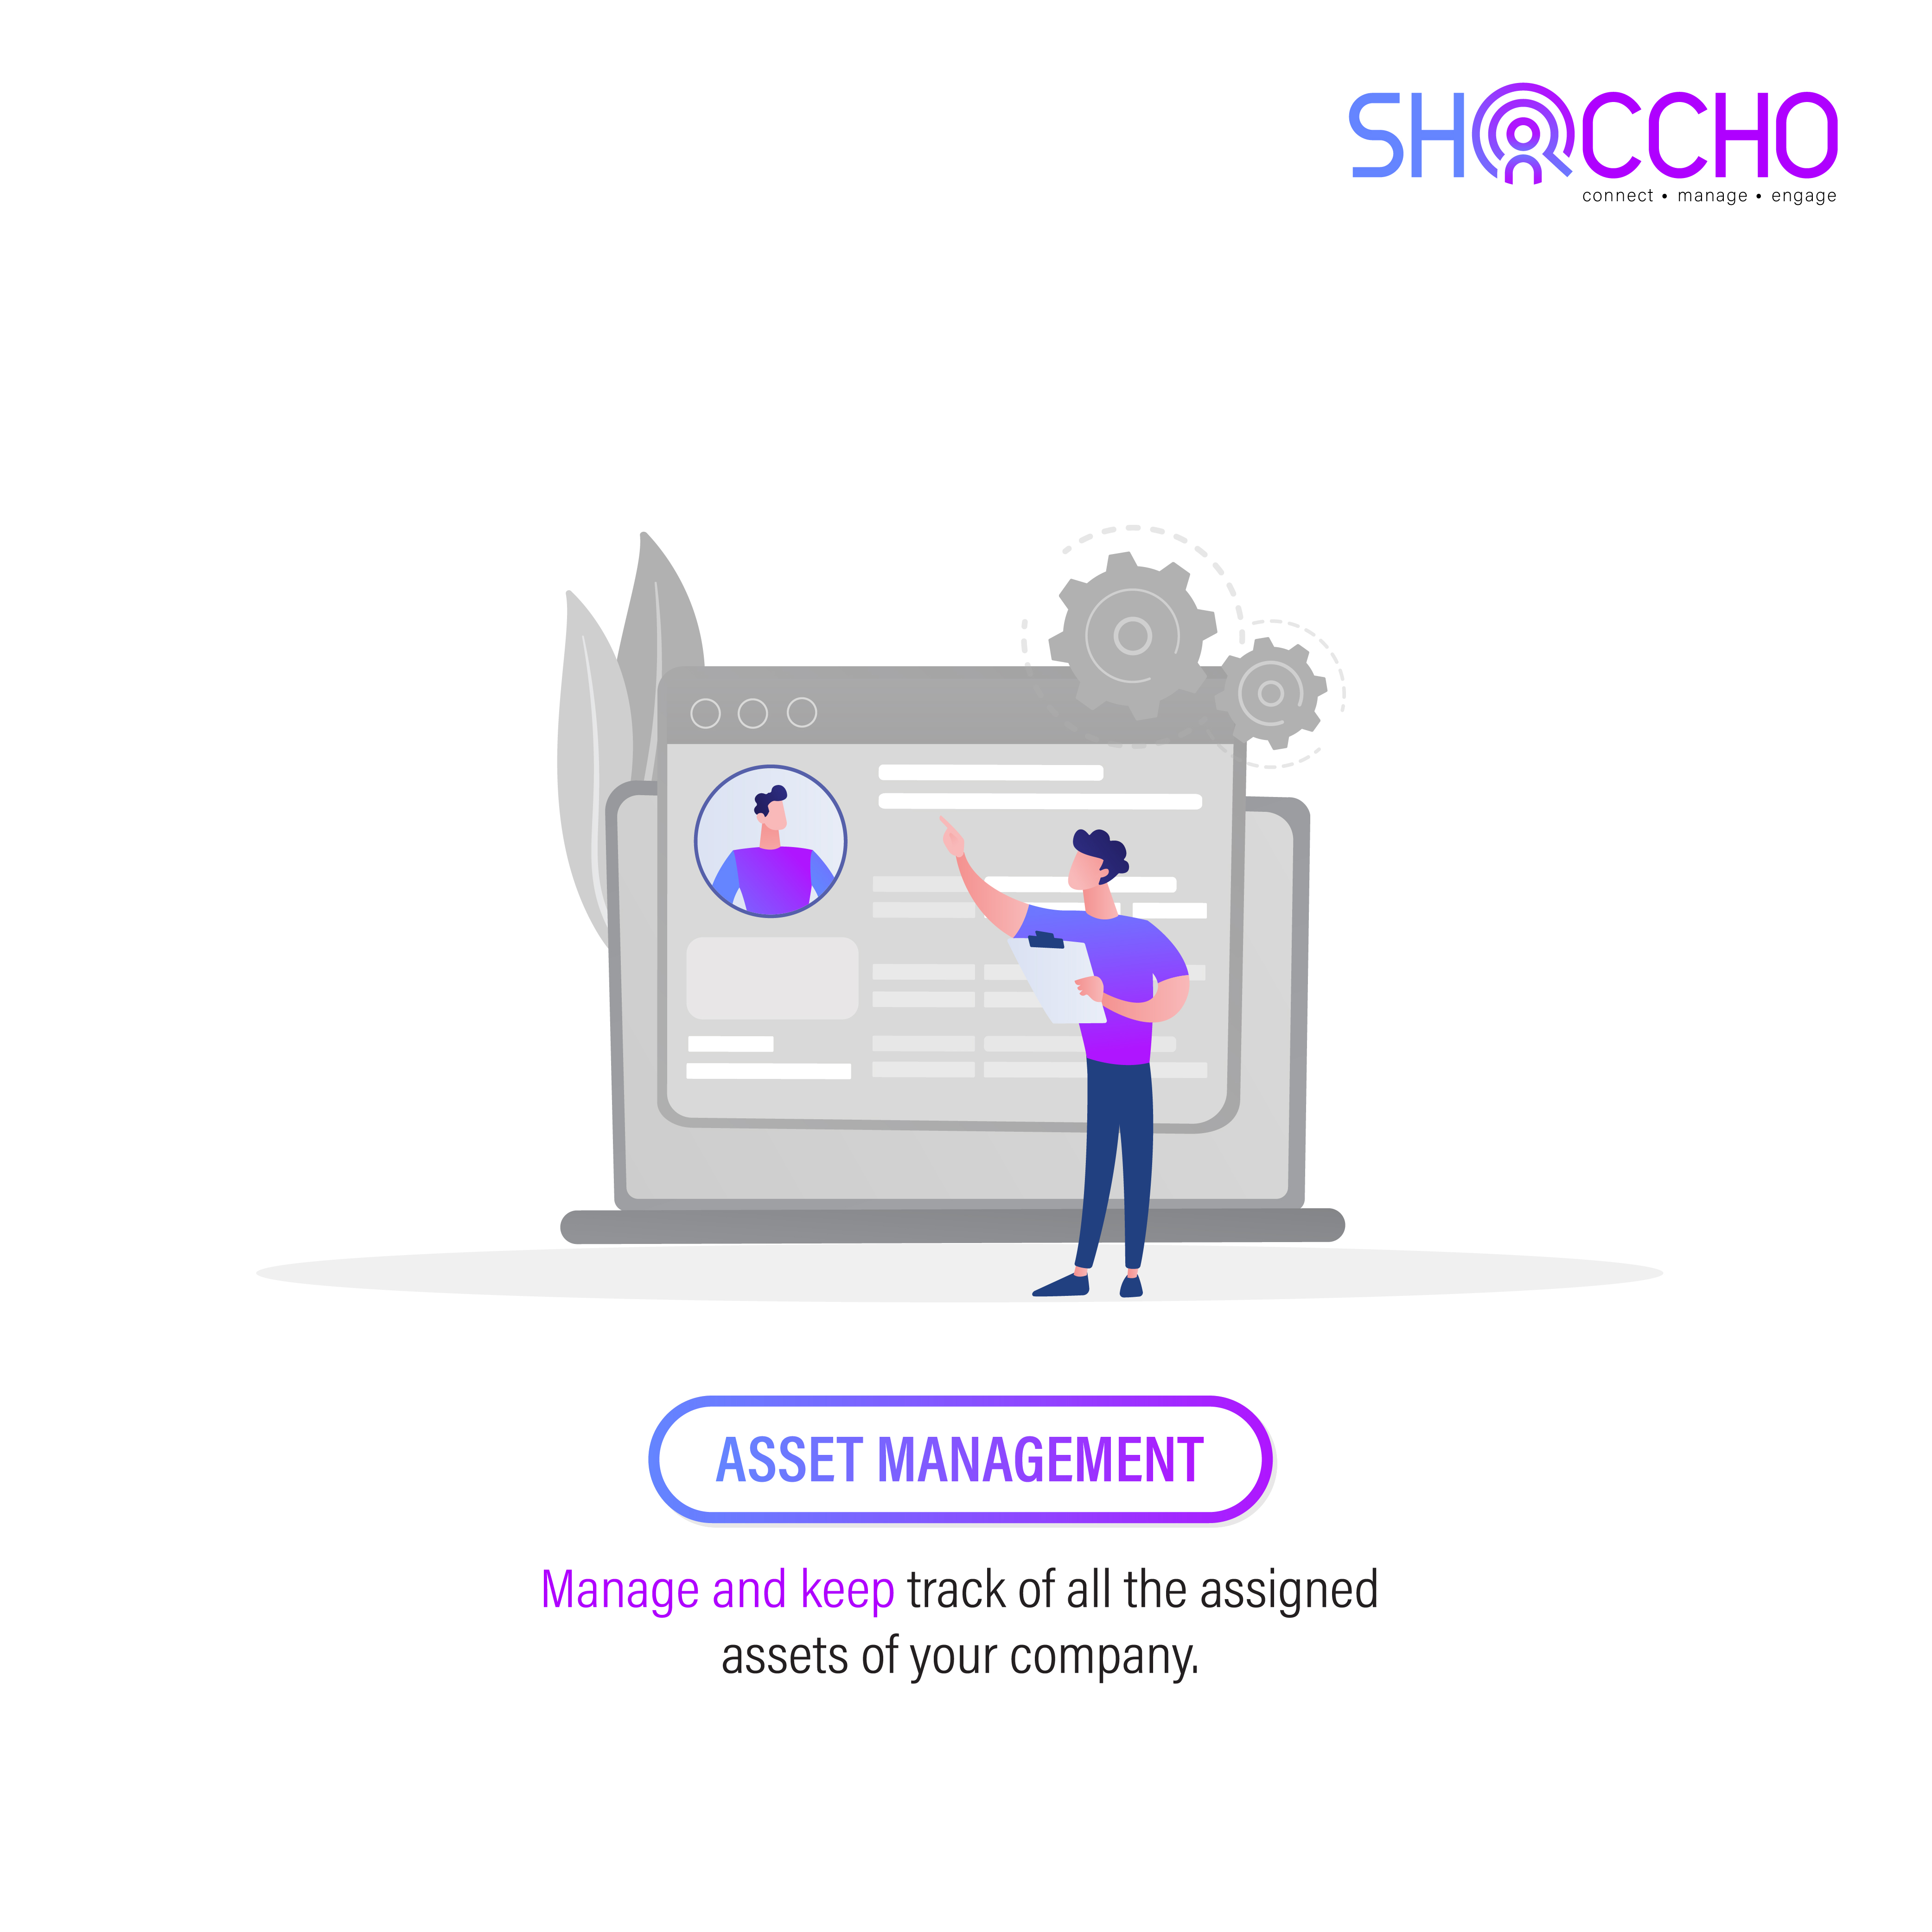 SHOCCHO
connect • manage • engage
ASSET MANAGEMENT
Manage and keep track of all the assigned
assets of your company.